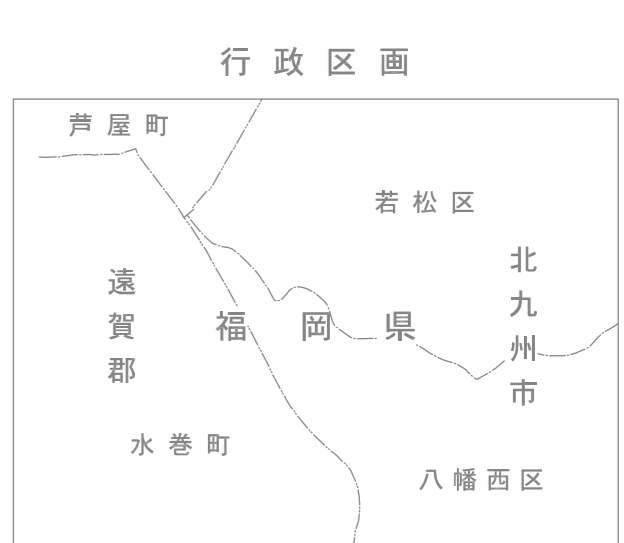 行政区画
芦屋町
若松区
北九州市
遠賀郡
福岡県
水巻町
八幡西区